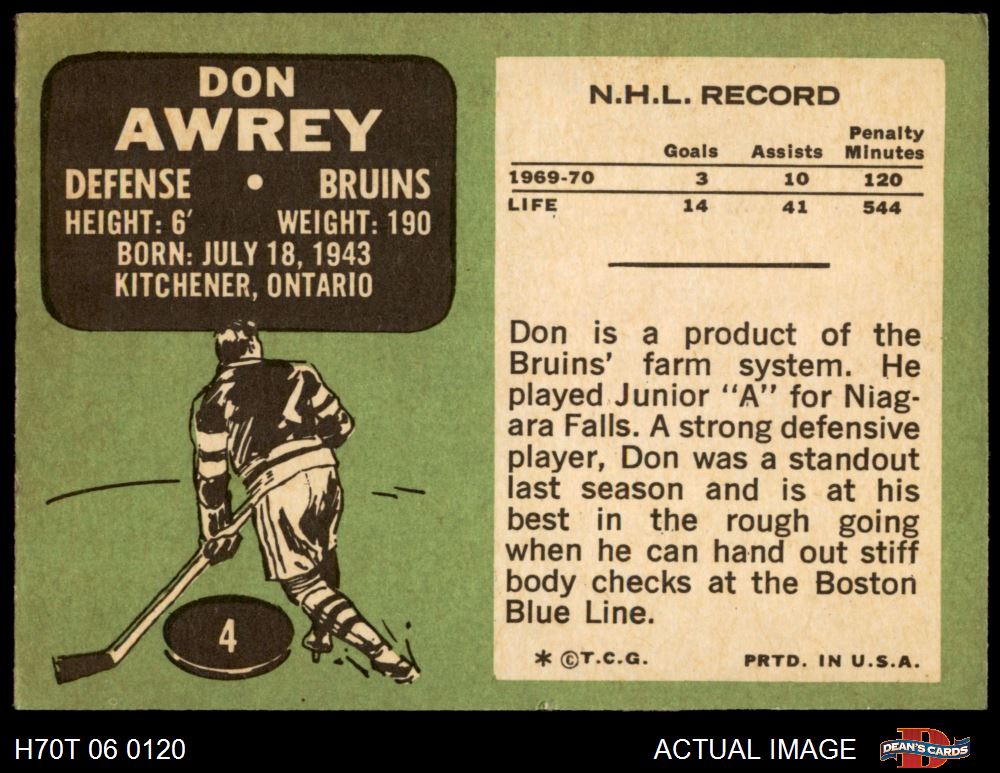 DON
AWREY
DEFENSE • BRUINS
HEIGHT: 6′ WEIGHT: 190
BORN: JULY 18, 1943
KITCHENER, ONTARIO
4
N.H.L. RECORD
Goals Assists Penalty Minutes
1969-70 3 10 120
LIFE 14 41 544
Don is a product of the
Bruins’ farm system. He
played Junior “A” for Niag-
ara Falls. A strong defensive
player, Don was a standout
last season and is at his
best in the rough going
when he can hand out stiff
body checks at the Boston
Blue Line.
* ©T.C.G. PRTD. IN U.S.A.
H70T 06 0120 ACTUAL IMAGE DEAN'S CARDS